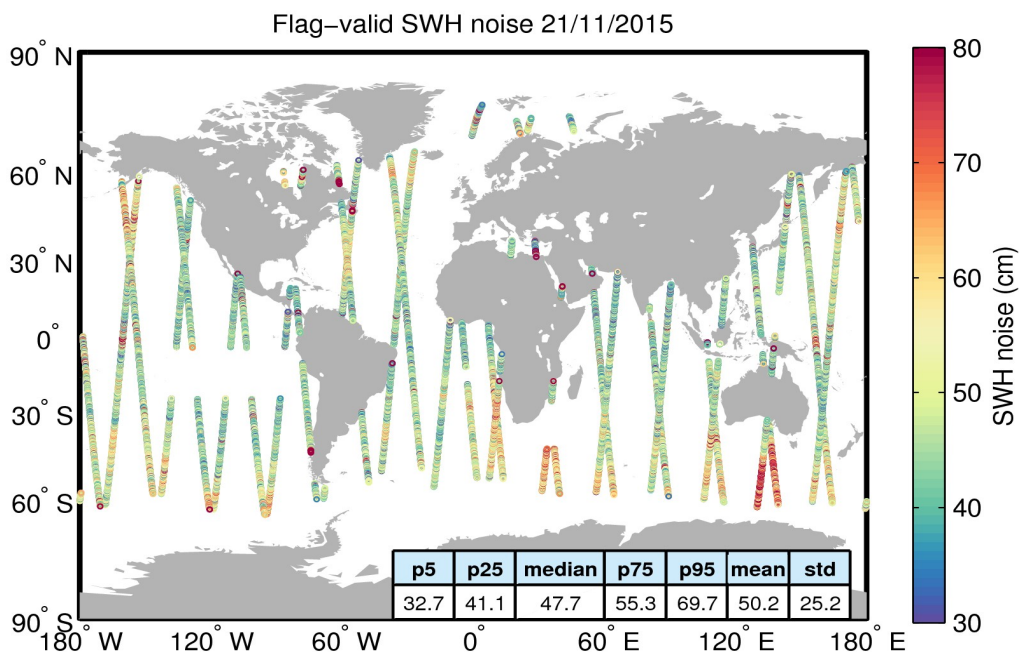 Flag−valid SWH noise 21/11/2015
90° N
60° N
30° N
0°
30° S
60° S
90° S
180° W 120° W 60° W 0° 60° E 120° E 180° E
p5 p25 median p75 p95 mean std
32.7 41.1 47.7 55.3 69.7 50.2 25.2
80
70
60
50
40
30
SWH noise (cm)